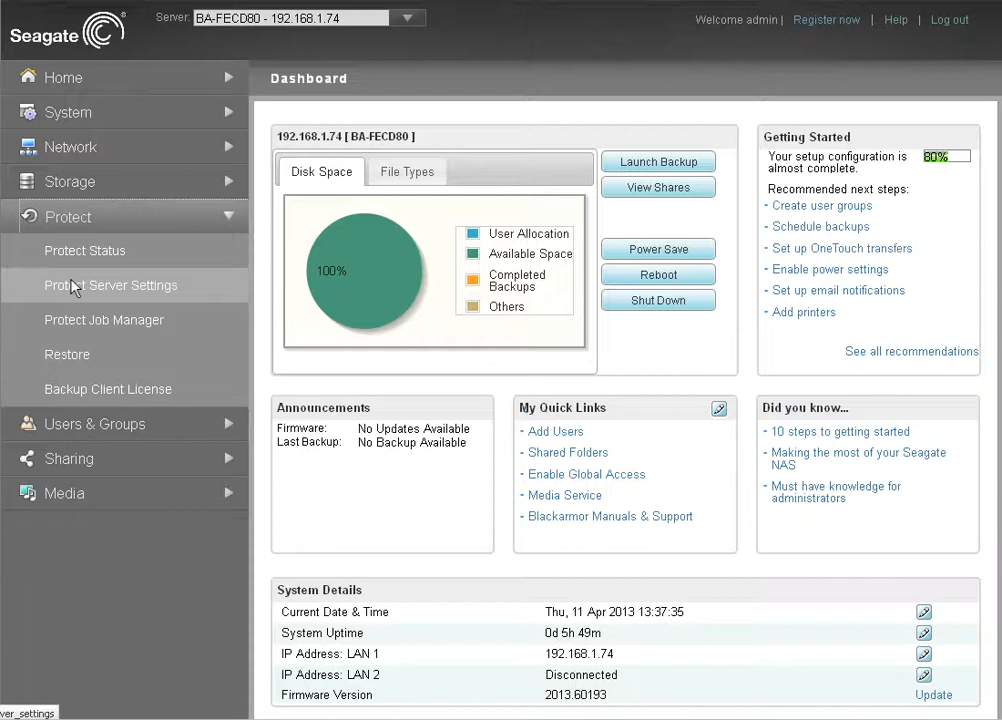 Seagate
Server: BA-FECD80 - 192.168.1.74
Welcome admin | Register now | Help | Log out
Home
System
Network
Storage
Protect
Protect Status
Protect Server Settings
Protect Job Manager
Restore
Backup Client License
Users & Groups
Sharing
Media
ver_settings
Dashboard
192.168.1.74 [ BA-FECD80 ]
Disk Space
File Types
100%
User Allocation
Available Space
Completed
Backups
Others
Launch Backup
View Shares
Power Save
Reboot
Shut Down
Getting Started
Your setup configuration is
almost complete.
80%
Recommended next steps:
- Create user groups
- Schedule backups
- Set up OneTouch transfers
- Enable power settings
- Set up email notifications
- Add printers
See all recommendations
Announcements
Firmware: No Updates Available
Last Backup: No Backup Available
My Quick Links
- Add Users
- Shared Folders
- Enable Global Access
- Media Service
- Blackarmor Manuals & Support
Did you know...
- 10 steps to getting started
- Making the most of your Seagate
NAS
- Must have knowledge for
administrators
System Details
Current Date & Time Thu, 11 Apr 2013 13:37:35
System Uptime 0d 5h 49m
IP Address: LAN 1 192.168.1.74
IP Address: LAN 2 Disconnected
Firmware Version 2013.60193 Update